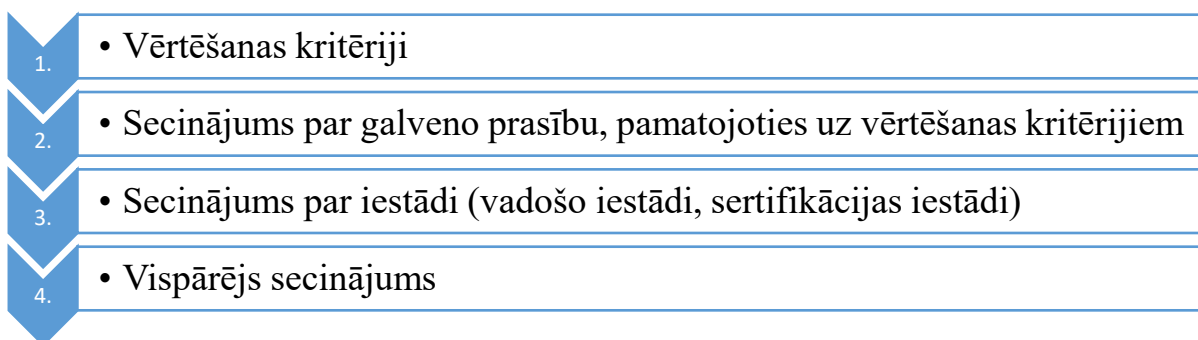 1. • Vērtēšanas kritēriji
2. • Secinājums par galveno prasību, pamatojoties uz vērtēšanas kritērijiem
3. • Secinājums par iestādi (vadošo iestādi, sertifikācijas iestādi)
4. • Vispārējs secinājums